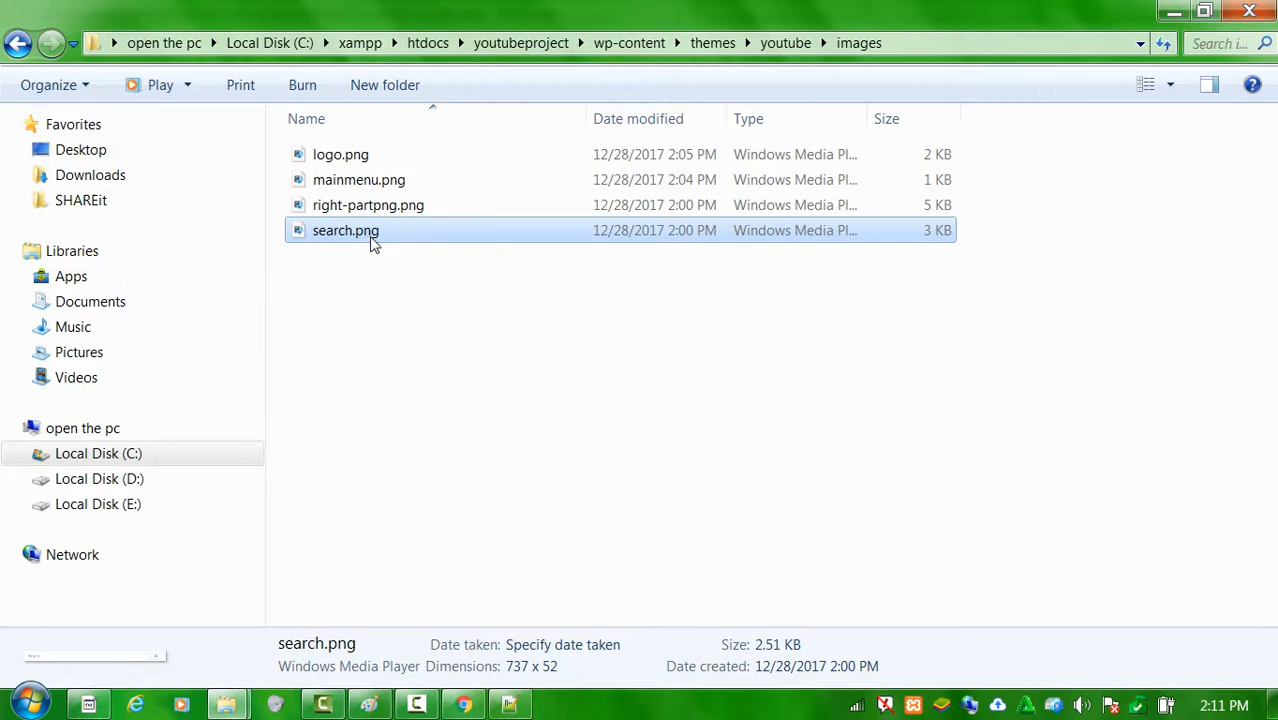 open the pc Local Disk (C:) xampp htdocs youtubeproject wp-content themes youtube images Search i...
Organize Play Print Burn New folder
Name Date modified Type Size
Favorites
Desktop
Downloads
SHAREit
Libraries
Apps
Documents
Music
Pictures
Videos
open the pc
Local Disk (C:)
Local Disk (D:)
Local Disk (E:)
Network
logo.png 12/28/2017 2:05 PM Windows Media Pl... 2 KB
mainmenu.png 12/28/2017 2:04 PM Windows Media Pl... 1 KB
right-partpng.png 12/28/2017 2:00 PM Windows Media Pl... 5 KB
search.png 12/28/2017 2:00 PM Windows Media Pl... 3 KB
search.png Date taken: Specify date taken Size: 2.51 KB
Windows Media Player Dimensions: 737 x 52 Date created: 12/28/2017 2:00 PM
2:11 PM